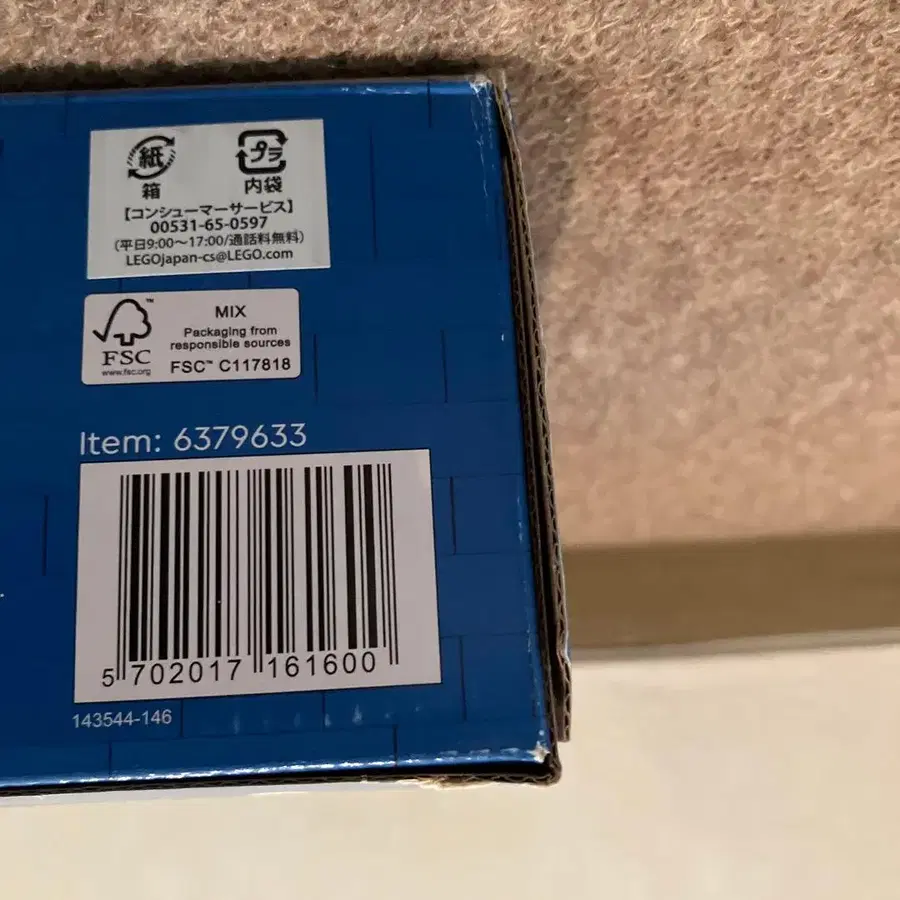 紙
プラ
箱
内袋
【コンシューマーサービス】
00531-65-0597
(平日9:00〜17:00/通話料無料)
LEGOjapan-cs@LEGO.com
FSC
www.fsc.org
MIX
Packaging from
responsible sources
FSC™ C117818
Item: 6379633
5 702017 161600
143544-146